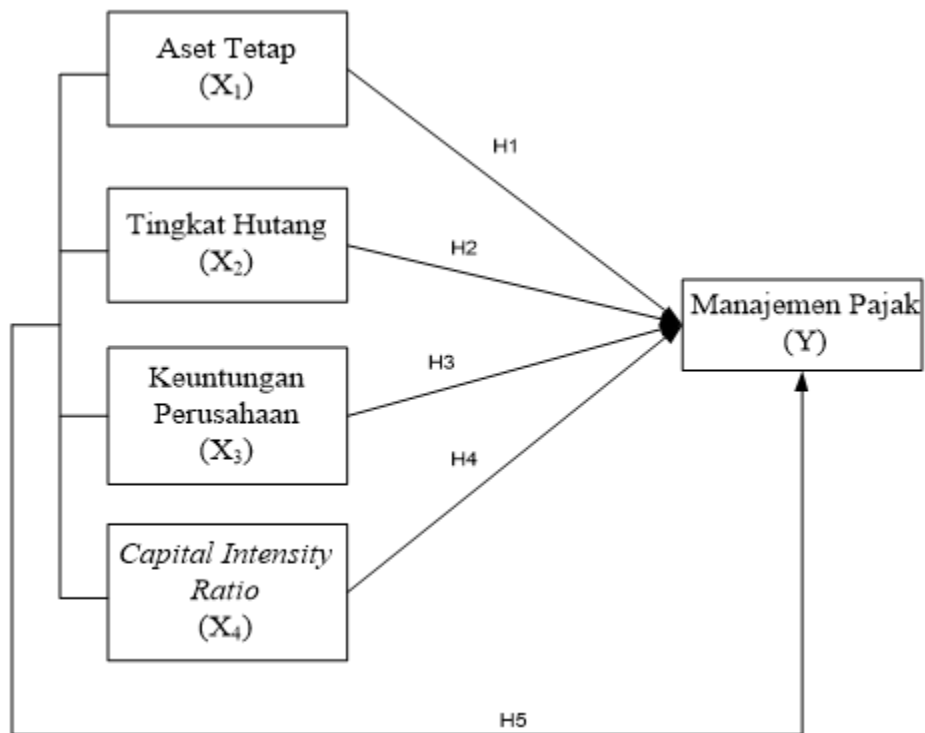 Aset Tetap
(X₁)
H1
Tingkat Hutang
(X₂)
H2
Manajemen Pajak
(Y)
Keuntungan
Perusahaan
(X₃)
H3
Capital Intensity
Ratio
(X₄)
H4
H5